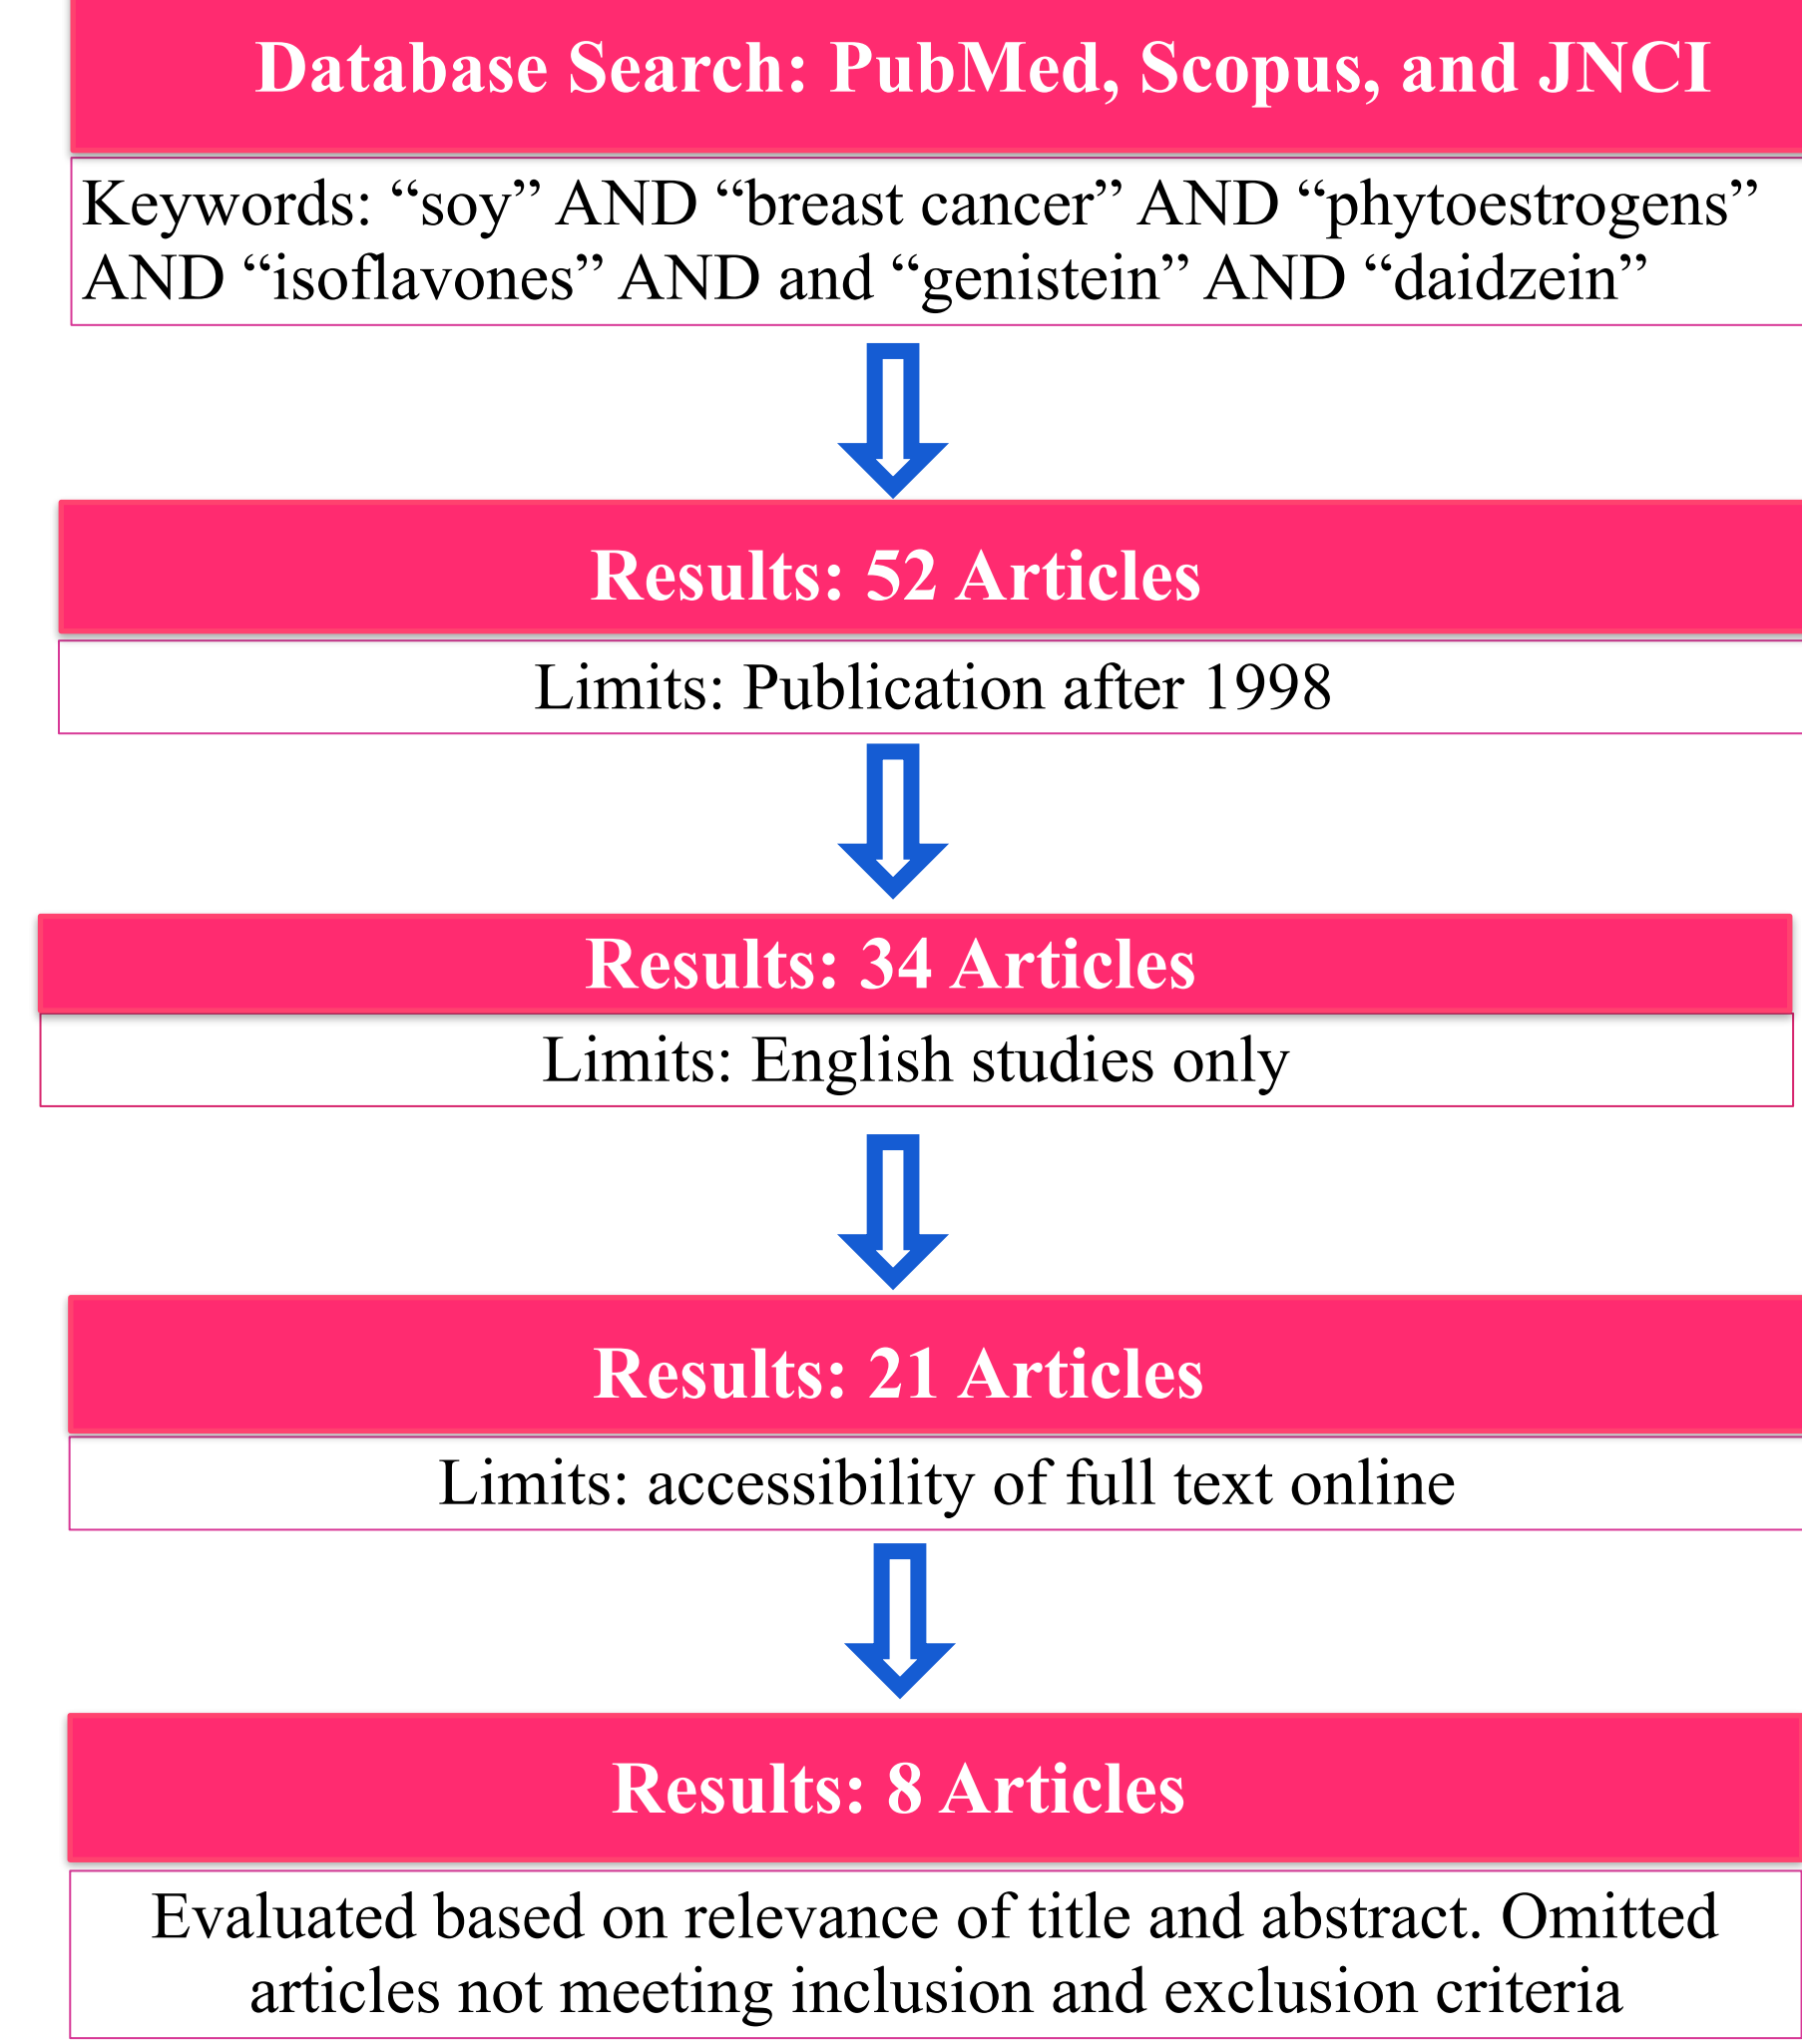 Database Search: PubMed, Scopus, and JNCI
Keywords: “soy” AND “breast cancer” AND “phytoestrogens”
AND “isoflavones” AND and “genistein” AND “daidzein”
Results: 52 Articles
Limits: Publication after 1998
Results: 34 Articles
Limits: English studies only
Results: 21 Articles
Limits: accessibility of full text online
Results: 8 Articles
Evaluated based on relevance of title and abstract. Omitted
articles not meeting inclusion and exclusion criteria